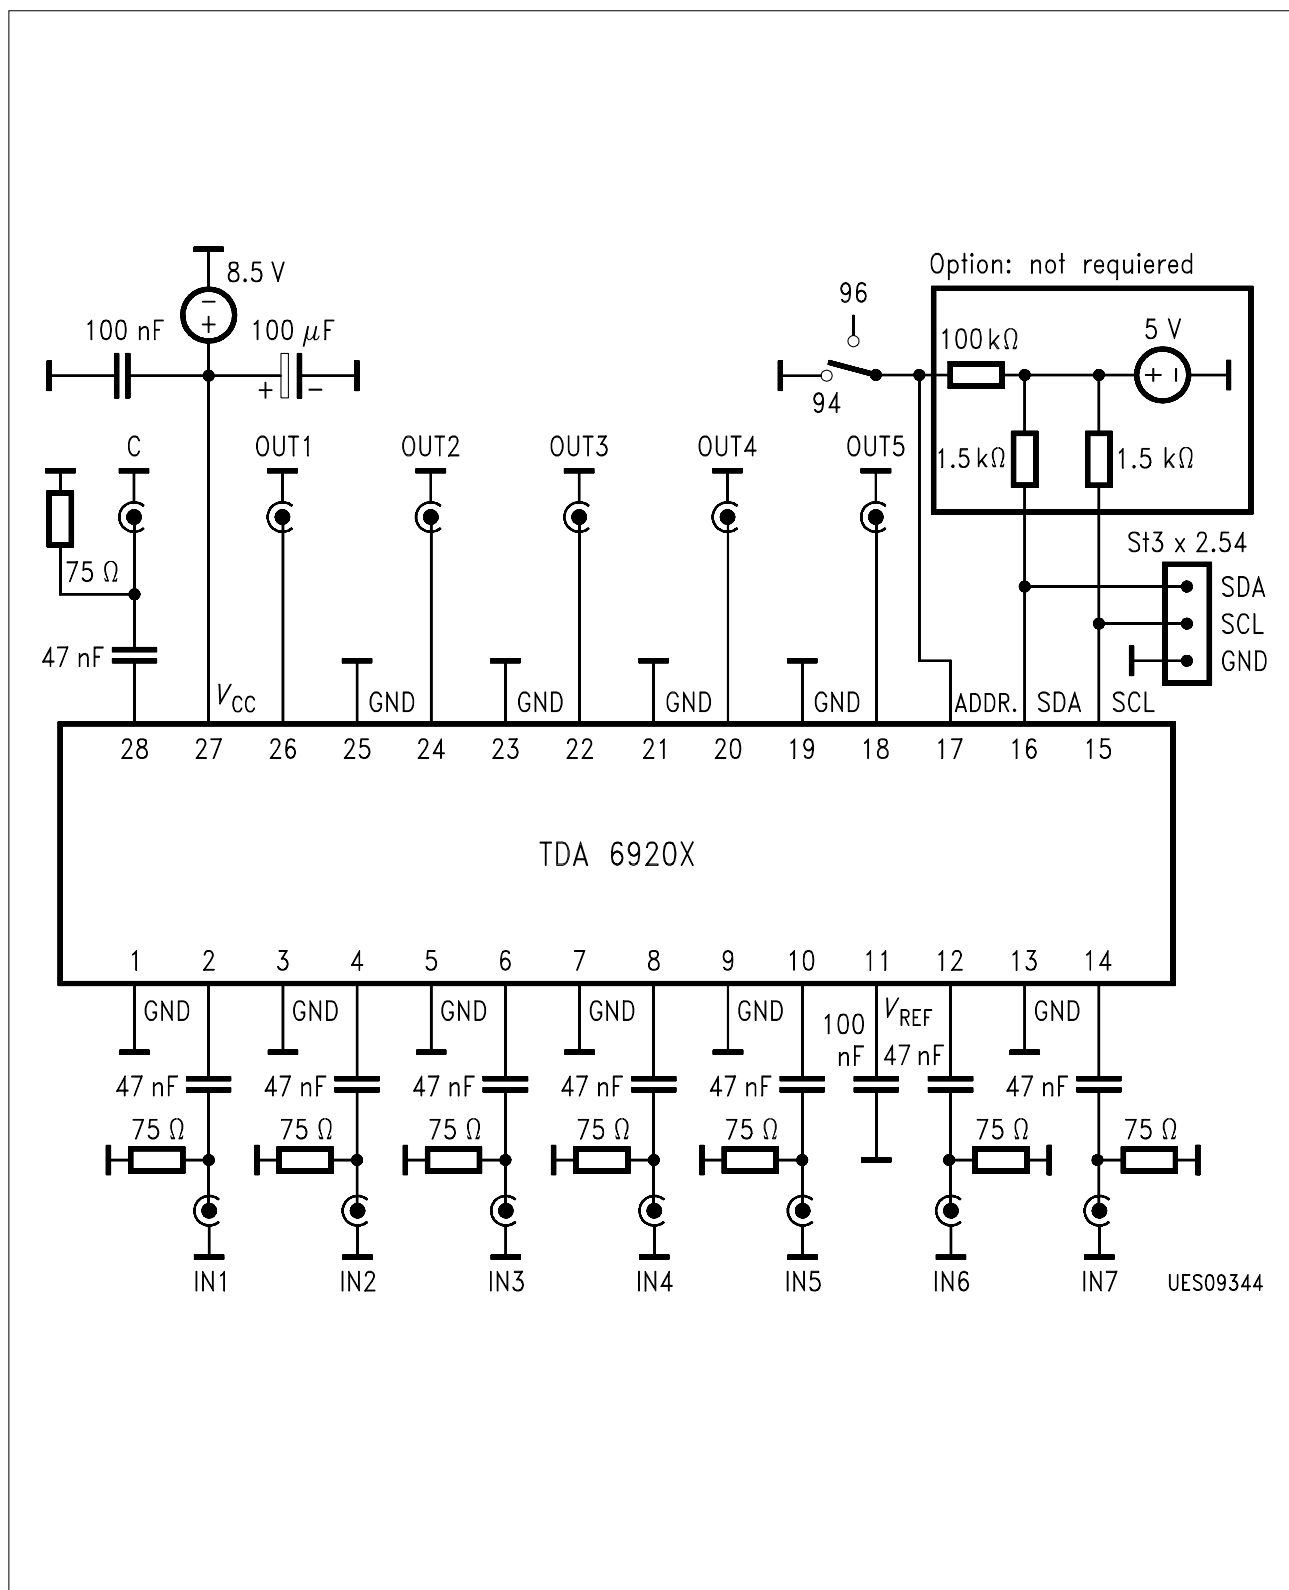 8.5 V
Option: not requiered
96
100 nF
100 µF
100 kΩ
5 V
+
–
94
C
OUT1
OUT2
OUT3
OUT4
OUT5
1.5 kΩ
1.5 kΩ
75 Ω
St3 x 2.54
SDA
SCL
GND
47 nF
VCC
GND
GND
GND
GND
ADDR.
SDA
SCL
28 27 26 25 24 23 22 21 20 19 18 17 16 15
TDA 6920X
1 2 3 4 5 6 7 8 9 10 11 12 13 14
GND
GND
GND
GND
GND
VREF
GND
100 nF
47 nF
47 nF
47 nF
47 nF
47 nF
47 nF
47 nF
75 Ω
75 Ω
75 Ω
75 Ω
75 Ω
75 Ω
75 Ω
IN1
IN2
IN3
IN4
IN5
IN6
IN7
UES09344